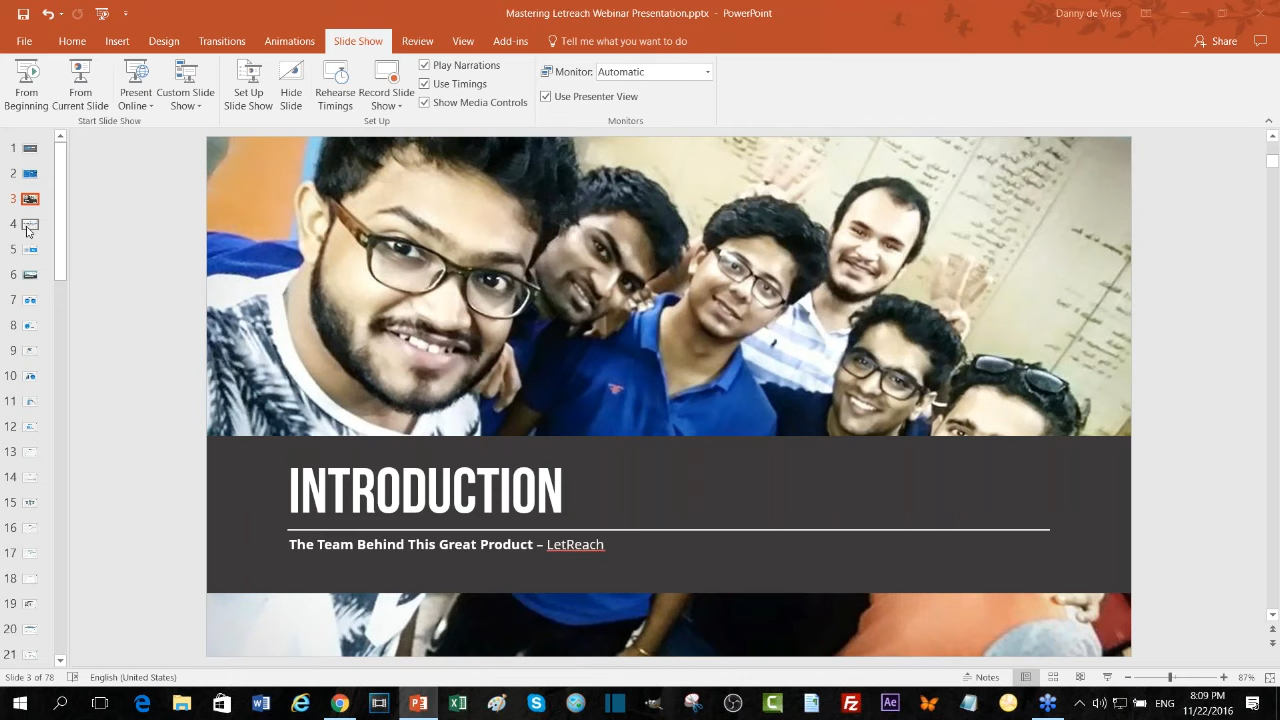 Mastering Letreach Webinar Presentation.pptx - PowerPoint
Danny de Vries
File Home Insert Design Transitions Animations Slide Show Review View Add-ins Tell me what you want to do Share
From Beginning
From Current Slide
Present Online
Custom Slide Show
Start Slide Show
Set Up Slide Show
Hide Slide
Rehearse Timings
Record Slide Show
Play Narrations
Use Timings
Show Media Controls
Set Up
Monitor: Automatic
Use Presenter View
Monitors
1
2
3
4
5
6
7
8
9
10
11
12
13
14
15
16
17
18
19
20
21
INTRODUCTION
The Team Behind This Great Product – LetReach
Slide 3 of 78
English (United States)
Notes
87%
ENG
8:09 PM
11/22/2016